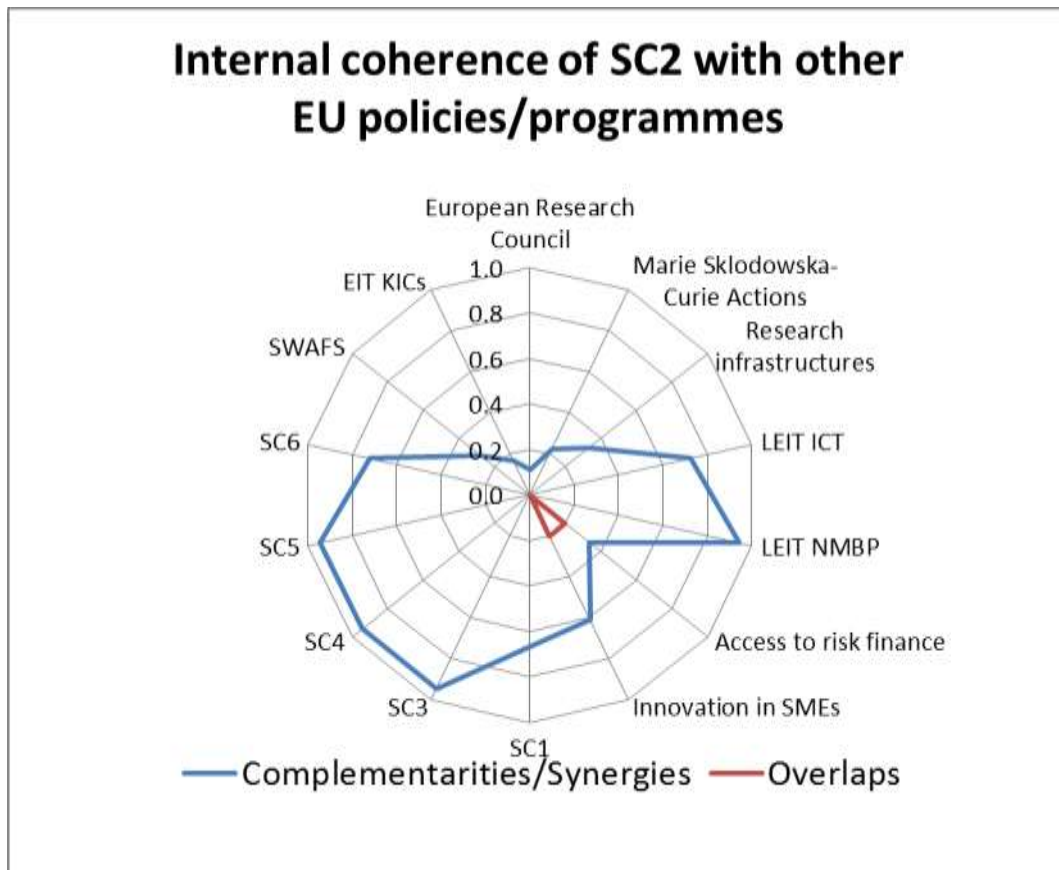 Internal coherence of SC2 with other
EU policies/programmes
European Research
Council
Marie Sklodowska-
Curie Actions
Research
infrastructures
LEIT ICT
LEIT NMBP
Access to risk finance
Innovation in SMEs
SC1
SC3
SC4
SC5
SC6
SWAFS
EIT KICs
1.0
0.8
0.6
0.4
0.2
0.0
Complementarities/Synergies
Overlaps